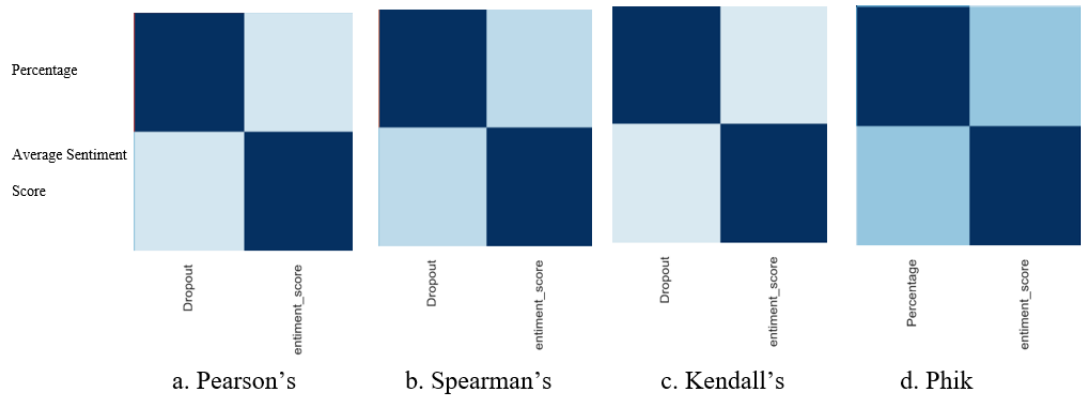 Percentage
Average Sentiment
Score
Dropout
entiment_score
Dropout
entiment_score
Dropout
entiment_score
Percentage
entiment_score
a. Pearson’s
b. Spearman’s
c. Kendall’s
d. Phik